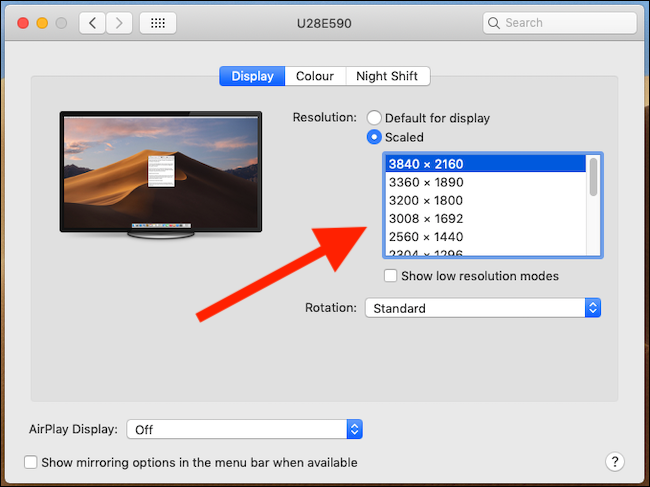 U28E590
Search
Display Colour Night Shift
Resolution: Default for display
Scaled
3840 × 2160
3360 × 1890
3200 × 1800
3008 × 1692
2560 × 1440
2304 × 1296
Show low resolution modes
Rotation: Standard
AirPlay Display: Off
Show mirroring options in the menu bar when available
?